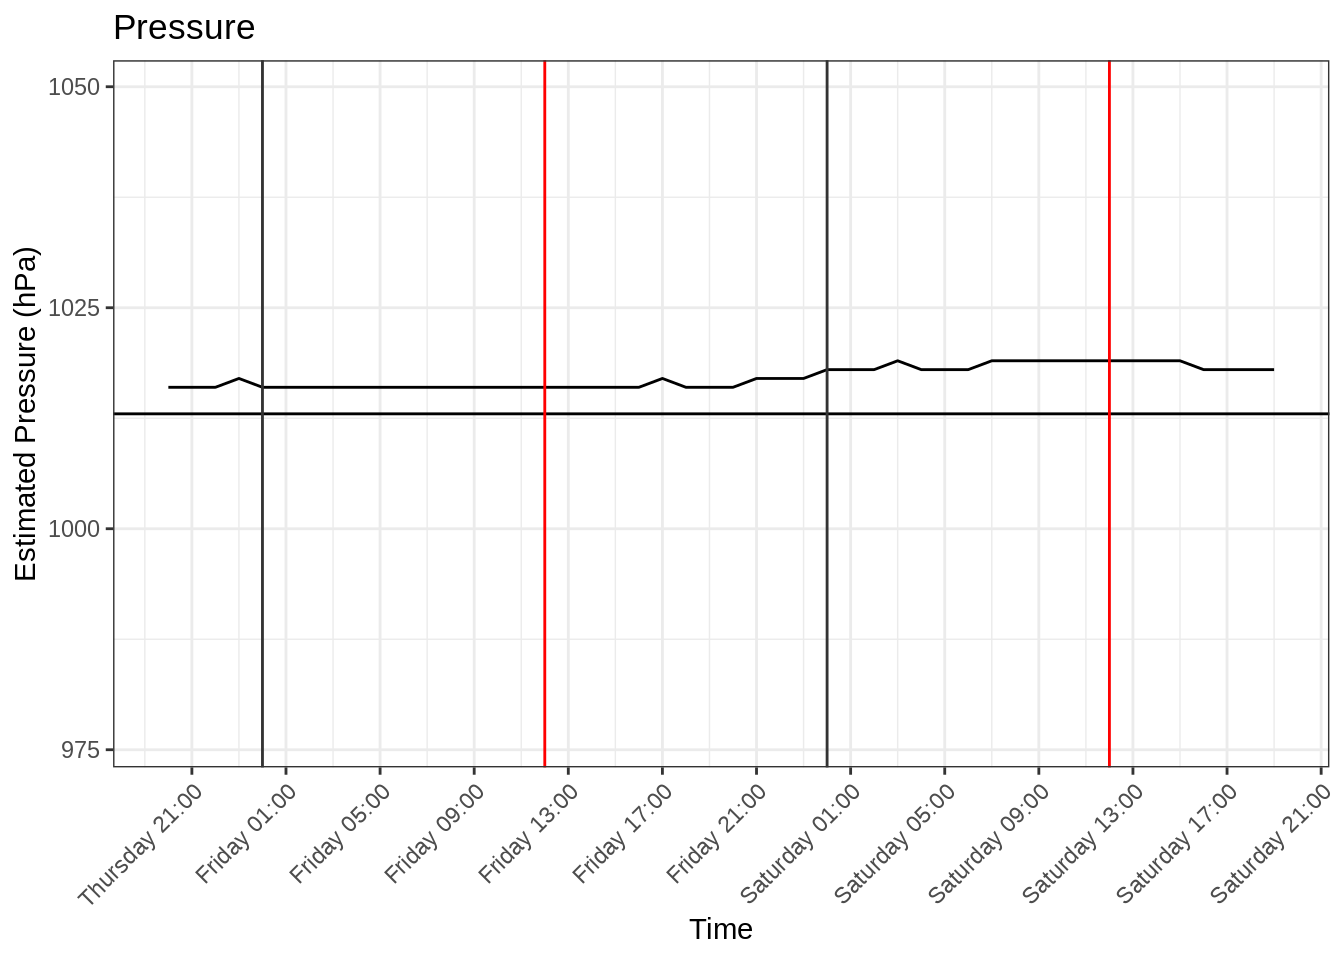 Pressure
Estimated Pressure (hPa)
1050
1025
1000
975
Thursday 21:00
Friday 01:00
Friday 05:00
Friday 09:00
Friday 13:00
Friday 17:00
Friday 21:00
Saturday 01:00
Saturday 05:00
Saturday 09:00
Saturday 13:00
Saturday 17:00
Saturday 21:00
Time